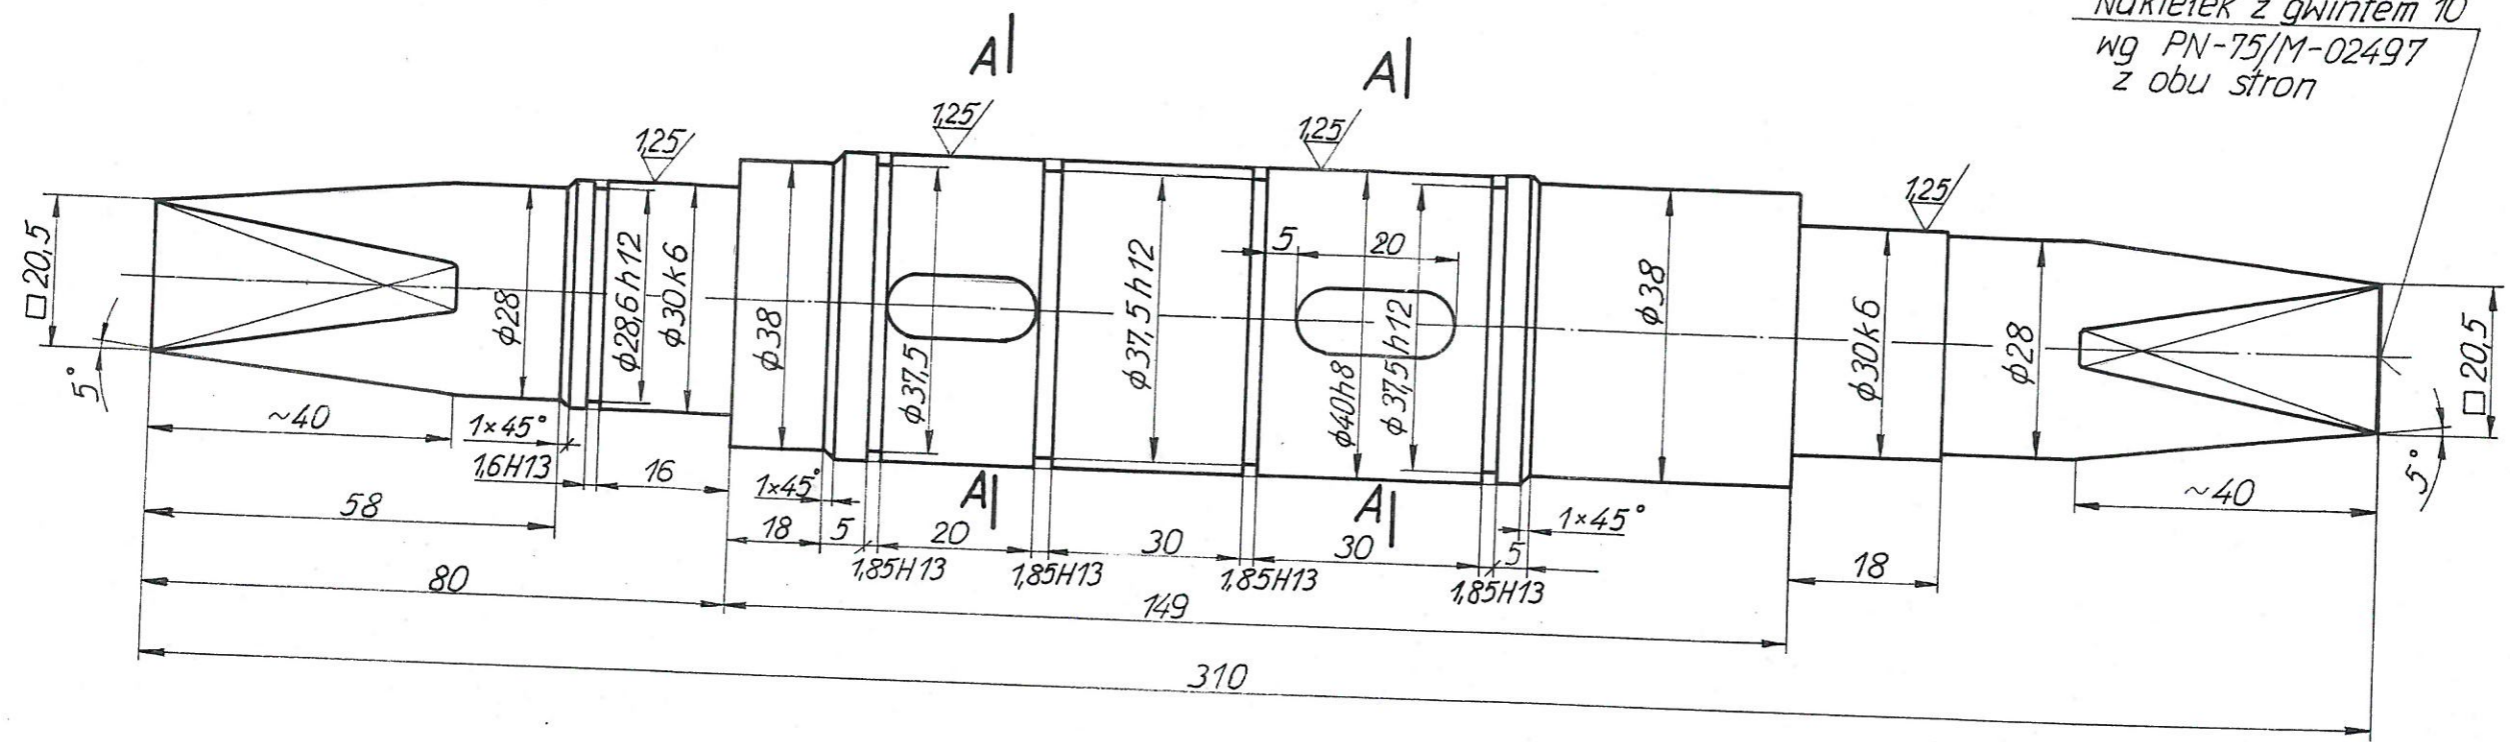 Nakiełek z gwintem 10
wg PN-75/M-02497
z obu stron
A
A
1,25
1,25
1,25
1,25
□20,5
5°
~40
58
80
φ28
1×45°
1,6H13
φ28,6h12
φ30k6
16
φ38
1×45°
18
5
1,85H13
φ37,5
20
A
1,85H13
φ37,5h12
30
1,85H13
5
20
φ40h8
φ37,5h12
30
A
1,85H13
5
1×45°
φ38
149
φ30k6
18
φ28
~40
□20,5
5°
310